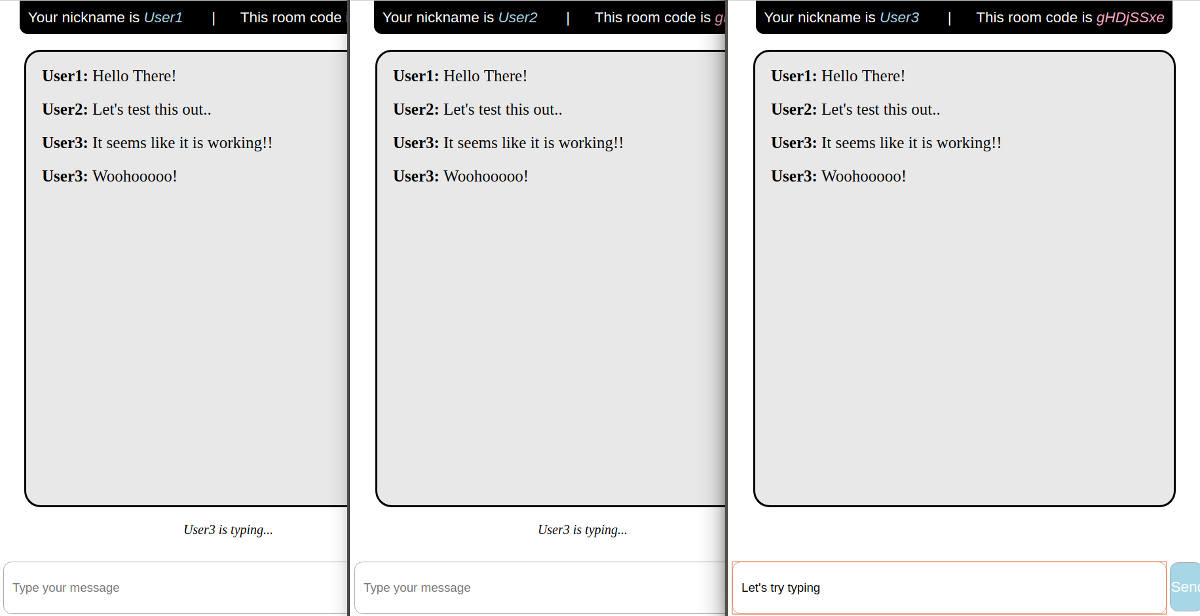 Your nickname is User1 | This room code
User1: Hello There!
User2: Let's test this out..
User3: It seems like it is working!!
User3: Woohooooo!
User3 is typing...
Type your message
Your nickname is User2 | This room code is g
User1: Hello There!
User2: Let's test this out..
User3: It seems like it is working!!
User3: Woohooooo!
User3 is typing...
Type your message
Your nickname is User3 | This room code is gHDjSSxe
User1: Hello There!
User2: Let's test this out..
User3: It seems like it is working!!
User3: Woohooooo!
Let's try typing
Send